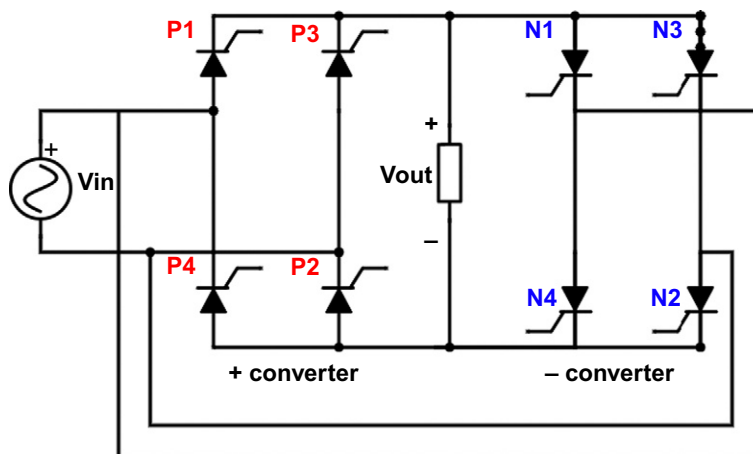 P1
P3
N1
N3
+
Vin
+
Vout
–
P4
P2
N4
N2
+ converter
– converter